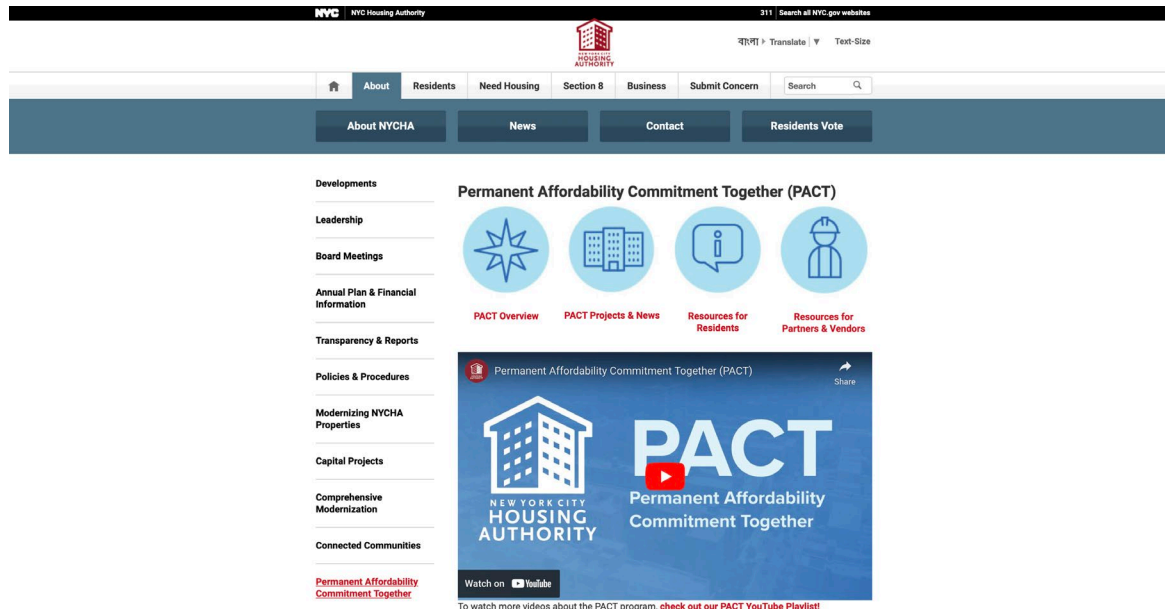 NYC NYC Housing Authority 311 Search all NYC.gov websites
NEW YORK CITY
HOUSING
AUTHORITY
বাংলা Translate ▼ Text-Size
About Residents Need Housing Section 8 Business Submit Concern Search
About NYCHA News Contact Residents Vote
Developments
Leadership
Board Meetings
Annual Plan & Financial
Information
Transparency & Reports
Policies & Procedures
Modernizing NYCHA
Properties
Capital Projects
Comprehensive
Modernization
Connected Communities
Permanent Affordability
Commitment Together
Permanent Affordability Commitment Together (PACT)
PACT Overview
PACT Projects & News
Resources for
Residents
Resources for
Partners & Vendors
Permanent Affordability Commitment Together (PACT)
Share
NEW YORK CITY
HOUSING
AUTHORITY
PACT
Permanent Affordability
Commitment Together
Watch on YouTube
To watch more videos about the PACT program, check out our PACT YouTube Playlist!